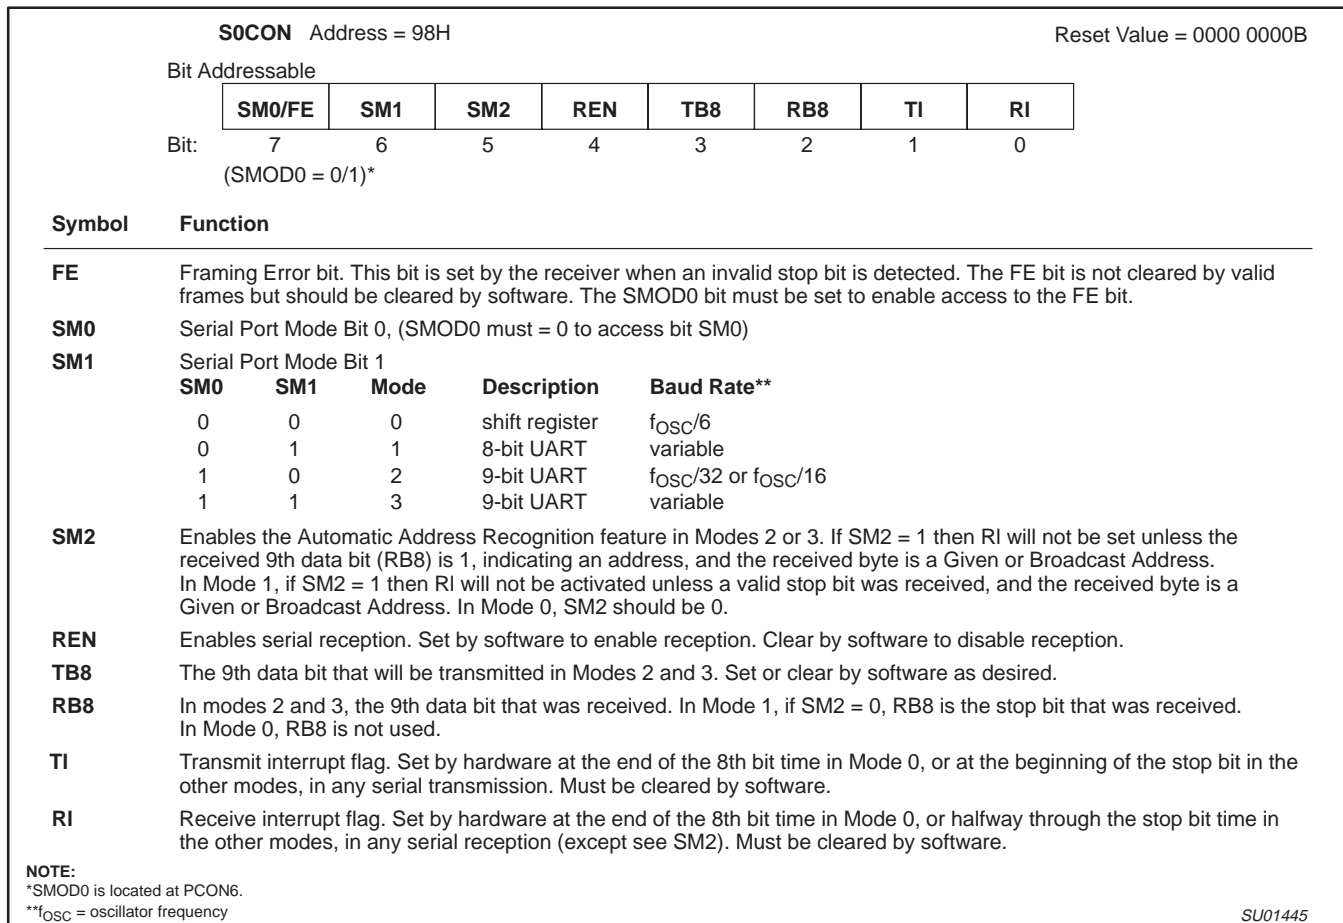 S0CON Address = 98H Reset Value = 0000 0000B
Bit Addressable
SM0/FE SM1 SM2 REN TB8 RB8 TI RI
Bit: 7 6 5 4 3 2 1 0
(SMOD0 = 0/1)*
Symbol Function
FE Framing Error bit. This bit is set by the receiver when an invalid stop bit is detected. The FE bit is not cleared by valid
frames but should be cleared by software. The SMOD0 bit must be set to enable access to the FE bit.
SM0 Serial Port Mode Bit 0, (SMOD0 must = 0 to access bit SM0)
SM1 Serial Port Mode Bit 1
SM0 SM1 Mode Description Baud Rate**
0 0 0 shift register fOSC/6
0 1 1 8-bit UART variable
1 0 2 9-bit UART fOSC/32 or fOSC/16
1 1 3 9-bit UART variable
SM2 Enables the Automatic Address Recognition feature in Modes 2 or 3. If SM2 = 1 then RI will not be set unless the
received 9th data bit (RB8) is 1, indicating an address, and the received byte is a Given or Broadcast Address.
In Mode 1, if SM2 = 1 then RI will not be activated unless a valid stop bit was received, and the received byte is a
Given or Broadcast Address. In Mode 0, SM2 should be 0.
REN Enables serial reception. Set by software to enable reception. Clear by software to disable reception.
TB8 The 9th data bit that will be transmitted in Modes 2 and 3. Set or clear by software as desired.
RB8 In modes 2 and 3, the 9th data bit that was received. In Mode 1, if SM2 = 0, RB8 is the stop bit that was received.
In Mode 0, RB8 is not used.
TI Transmit interrupt flag. Set by hardware at the end of the 8th bit time in Mode 0, or at the beginning of the stop bit in the
other modes, in any serial transmission. Must be cleared by software.
RI Receive interrupt flag. Set by hardware at the end of the 8th bit time in Mode 0, or halfway through the stop bit time in
the other modes, in any serial reception (except see SM2). Must be cleared by software.
NOTE:
*SMOD0 is located at PCON6.
**fOSC = oscillator frequency SU01445